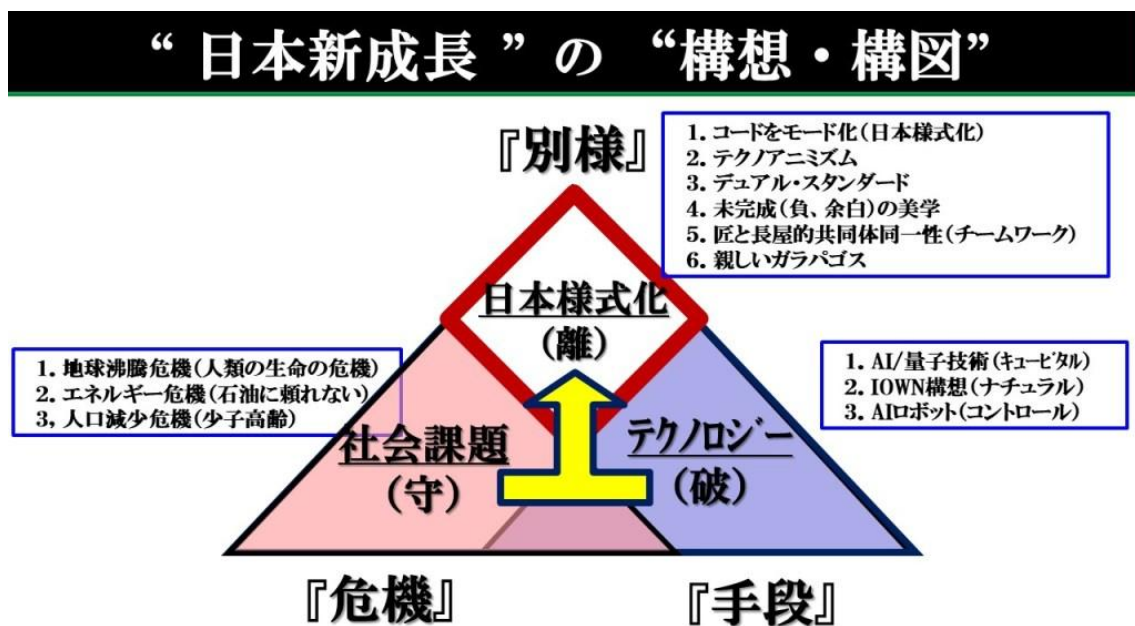 “ 日本新成長 ” の “構想・構図”
『別様』
1. コードをモード化(日本様式化)
2. テクノアニミズム
3. デュアル・スタンダード
4. 未完成(負、余白)の美学
5. 匠と長屋的共同体同一性(チームワーク)
6. 親しいガラパゴス
日本様式化
(離)
1. 地球沸騰危機(人類の生命の危機)
2. エネルギー危機(石油に頼れない)
3, 人口減少危機(少子高齢)
1. AI/量子技術(キュービタル)
2. IOWN構想(ナチュラル)
3. AIロボット(コントロール)
社会課題
(守)
テクノロジー
(破)
『危機』
『手段』